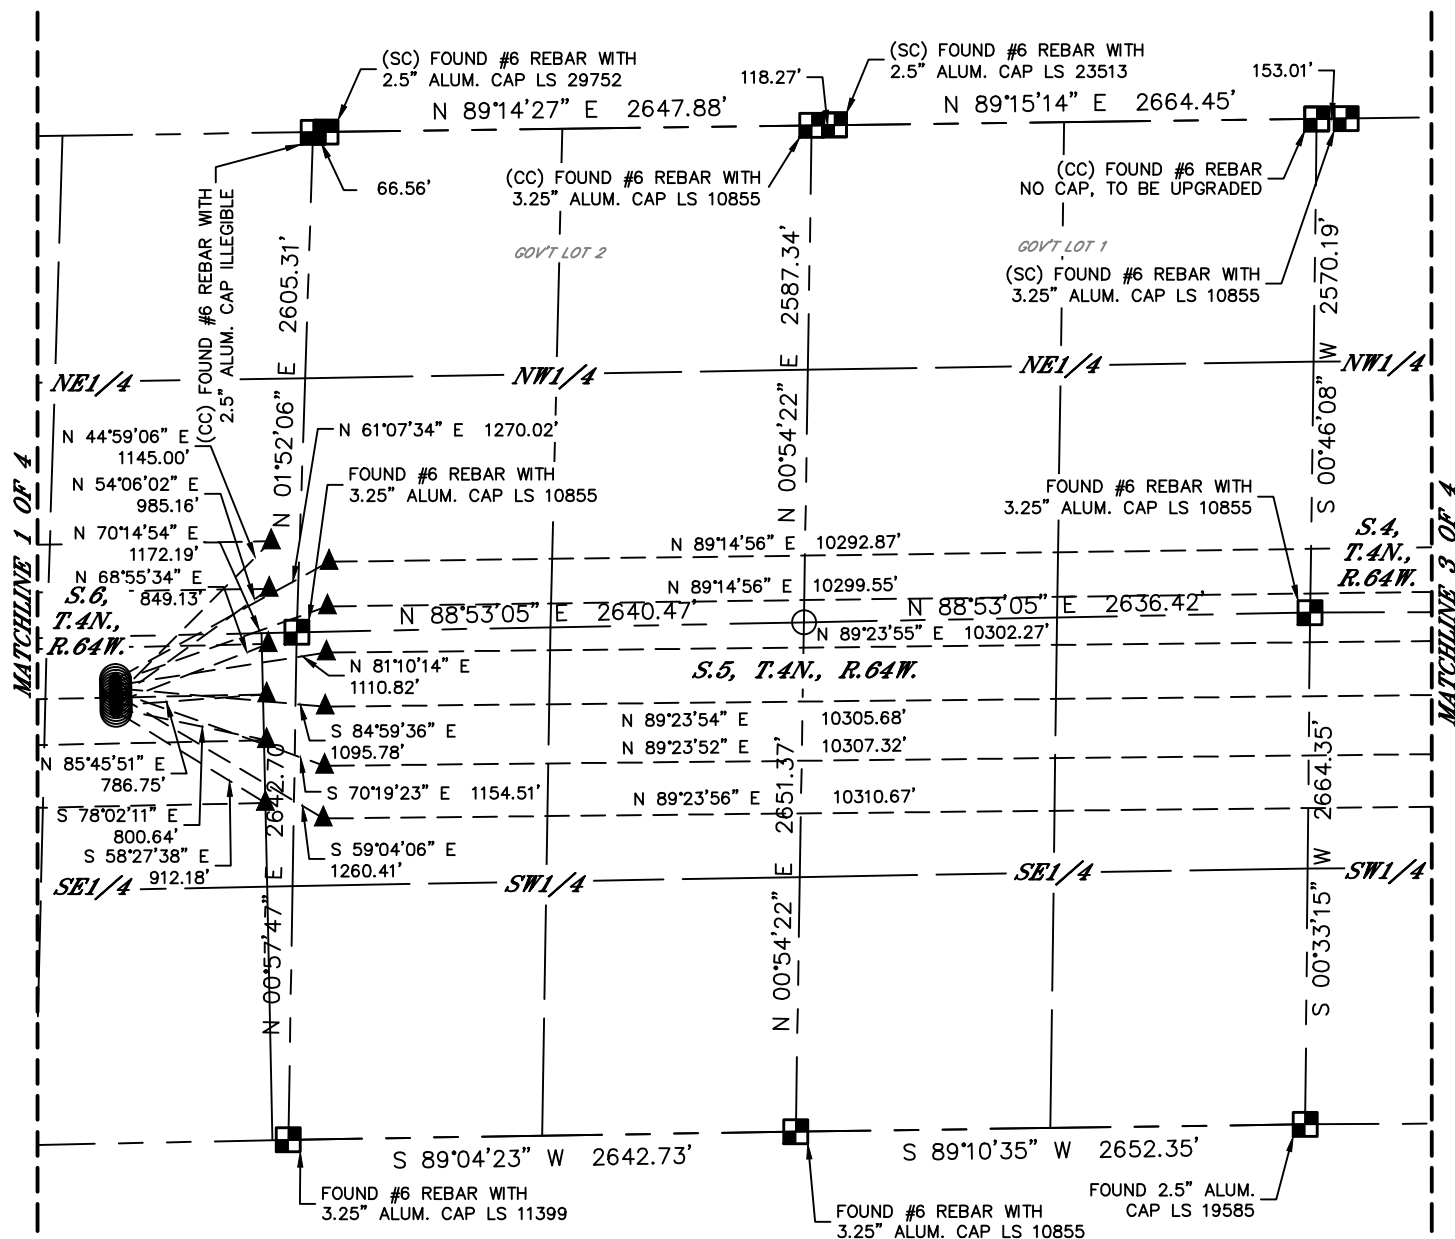 (SC) FOUND #6 REBAR WITH
2.5” ALUM. CAP LS 29752
(SC) FOUND #6 REBAR WITH
2.5” ALUM. CAP LS 23513
118.27’
153.01’
N 89°14’27” E 2647.88’
N 89°15’14” E 2664.45’
66.56’
(CC) FOUND #6 REBAR WITH
3.25” ALUM. CAP LS 10855
(CC) FOUND #6 REBAR
NO CAP, TO BE UPGRADED
(CC) FOUND #6 REBAR WITH
2.5” ALUM. CAP ILLEGIBLE
GOV’T LOT 2
GOV’T LOT 1
(SC) FOUND #6 REBAR WITH
3.25” ALUM. CAP LS 10855
N 01°52’06” E 2605.31’
N 00°54’22” E 2587.34’
S 00°46’08” W 2570.19’
NE1/4
NW1/4
NE1/4
NW1/4
N 44°59’06” E
1145.00’
N 61°07’34” E 1270.02’
N 54°06’02” E
985.16’
FOUND #6 REBAR WITH
3.25” ALUM. CAP LS 10855
FOUND #6 REBAR WITH
3.25” ALUM. CAP LS 10855
MATCHLINE 1 OF 4
MATCHLINE 3 OF 4
N 70°14’54” E
1172.19’
N 68°55’34” E
849.13’
S.6,
T.4N.,
R.64W.
S.4,
T.4N.,
R.64W.
N 89°14’56” E 10292.87’
N 89°14’56” E 10299.55’
N 88°53’05” E 2640.47’
N 88°53’05” E 2636.42’
N 89°23’55” E 10302.27’
N 81°10’14” E
1110.82’
S.5, T.4N., R.64W.
S 84°59’36” E
1095.78’
N 89°23’54” E 10305.68’
N 89°23’52” E 10307.32’
N 85°45’51” E
786.75’
S 70°19’23” E 1154.51’
N 89°23’56” E 10310.67’
S 78°02’11” E
800.64’
S 58°27’38” E
912.18’
S 59°04’06” E
1260.41’
N 00°57’47” E 2642.70’
N 00°54’22” E 2651.37’
S 00°33’15” W 2664.35’
SE1/4
SW1/4
SE1/4
SW1/4
S 89°04’23” W 2642.73’
S 89°10’35” W 2652.35’
FOUND #6 REBAR WITH
3.25” ALUM. CAP LS 11399
FOUND #6 REBAR WITH
3.25” ALUM. CAP LS 10855
FOUND 2.5” ALUM.
CAP LS 19585